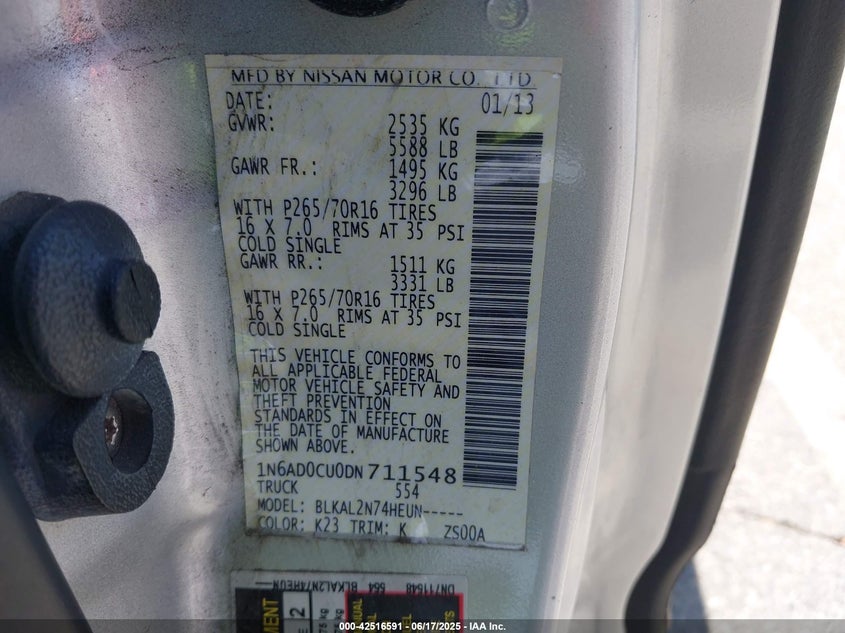 MFD BY NISSAN MOTOR CO., LTD.
DATE: 01/13
GVWR: 2535 KG
5588 LB
GAWR FR.: 1495 KG
3296 LB
WITH P265/70R16 TIRES
16 X 7.0 RIMS AT 35 PSI
COLD SINGLE
GAWR RR.: 1511 KG
3331 LB
WITH P265/70R16 TIRES
16 X 7.0 RIMS AT 35 PSI
COLD SINGLE
THIS VEHICLE CONFORMS TO
ALL APPLICABLE FEDERAL
MOTOR VEHICLE SAFETY AND
THEFT PREVENTION
STANDARDS IN EFFECT ON
THE DATE OF MANUFACTURE
SHOWN ABOVE.
1N6AD0CU0DN711548
TRUCK 554
MODEL: BLKAL2N74HEUN-----
COLOR: K23 TRIM: K ZS00A
DN711548 554 BLKAL2N74HEUN
2
000-42516591 - 06/17/2025 - IAA Inc.